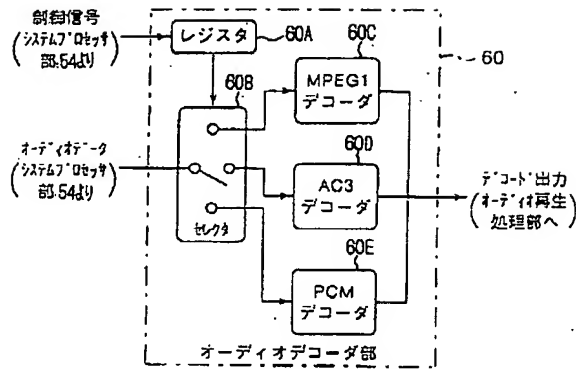 制御信号
(システムプロセッサ
部54より)
レジスタ
60A
60B
60C
60
MPEG1
デコーダ
オーディオデータ
(システムプロセッサ
部54より)
60D
AC3
デコーダ
デコード出力
(オーディオ再生
処理部へ)
セレクタ
60E
PCM
デコーダ
オーディオデコーダ部